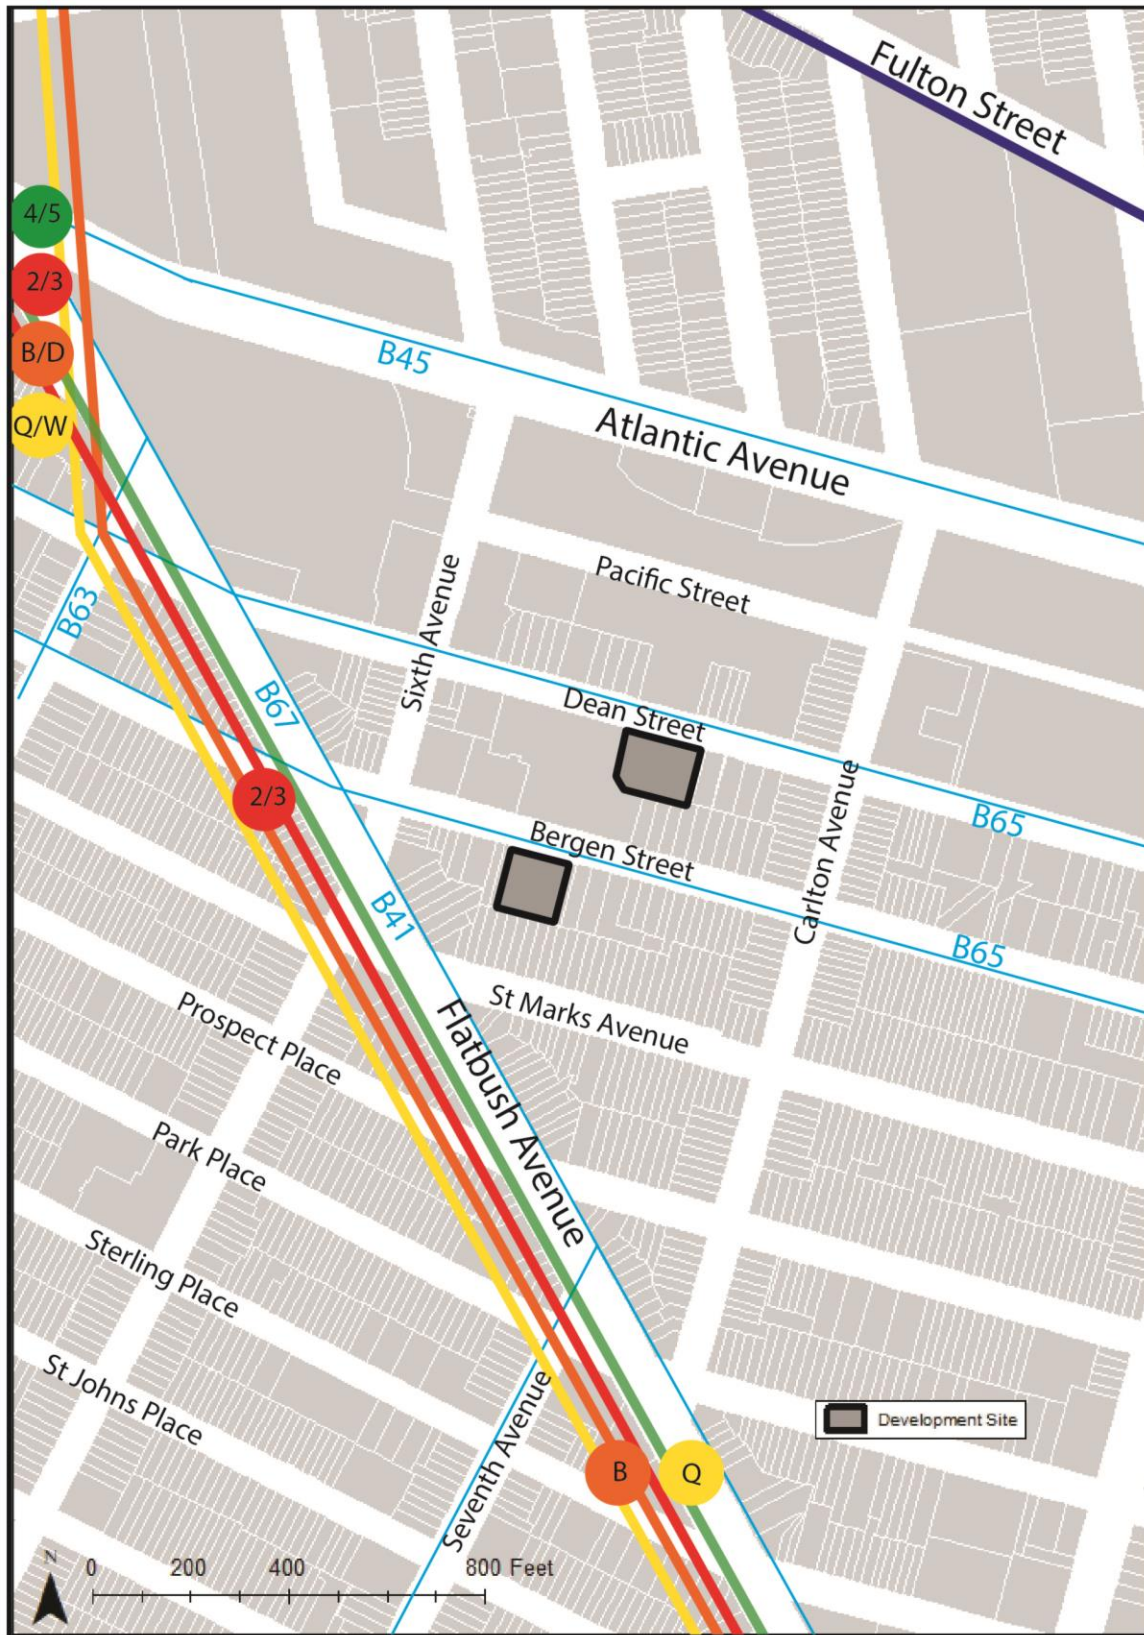 Fulton Street
4/5
2/3
B/D
Q/W
B45
Atlantic Avenue
Pacific Street
Sixth Avenue
B63
B67
Dean Street
Carlton Avenue
B65
2/3
Bergen Street
B41
B65
St Marks Avenue
Prospect Place
Flatbush Avenue
Park Place
Sterling Place
St Johns Place
Seventh Avenue
Development Site
B
Q
N
0 200 400 800 Feet